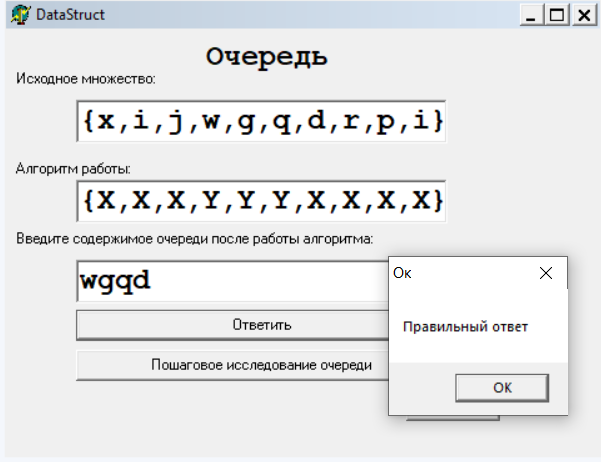 DataStruct
Очередь
Исходное множество:
{x,i,j,w,g,q,d,r,p,i}
Алгоритм работы:
{X,X,X,Y,Y,Y,X,X,X,X}
Введите содержимое очереди после работы алгоритма:
wgqd
Ок
Правильный ответ
Ответить
Пошаговое исследование очереди
OK